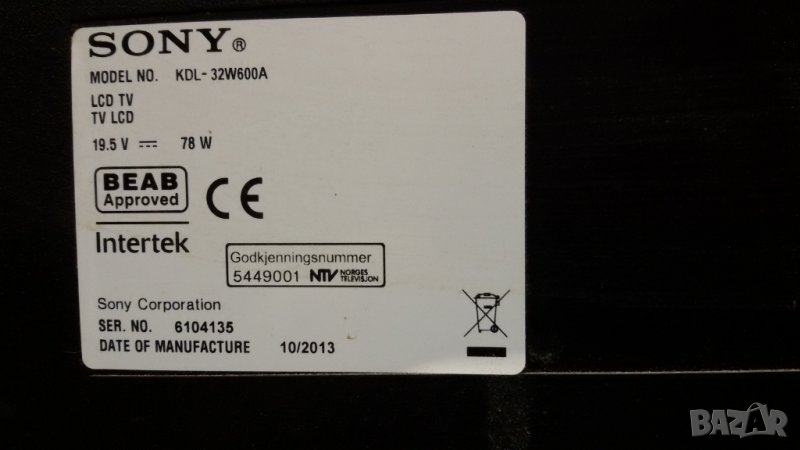 SONY®
MODEL NO. KDL-32W600A
LCD TV
TV LCD
19.5 V ⎓ 78 W
BEAB
Approved
CE
Intertek
Godkjenningsnummer
5449001 NTV NORGES TELEVISJON
Sony Corporation
SER. NO. 6104135
DATE OF MANUFACTURE 10/2013
BAZAR